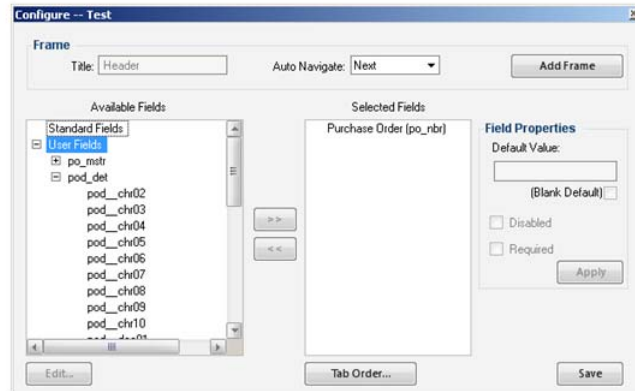 Configure -- Test
Frame
Title: Header
Auto Navigate: Next
Add Frame
Available Fields
Standard Fields
User Fields
po_mstr
pod_det
pod__chr02
pod__chr03
pod__chr04
pod__chr05
pod__chr06
pod__chr07
pod__chr08
pod__chr09
pod__chr10
>>
<<
Selected Fields
Purchase Order (po_nbr)
Field Properties
Default Value:
(Blank Default)
Disabled
Required
Apply
Edit...
Tab Order...
Save